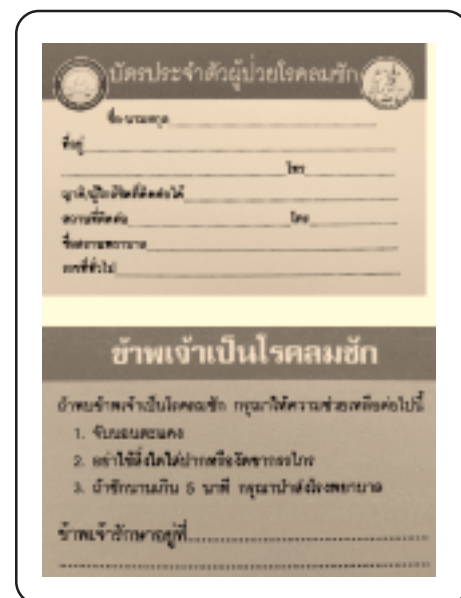 บัตรประจำตัวผู้ป่วยโรคลมชัก
ชื่อ-นามสกุล
ที่อยู่
โทร
ญาติ/ผู้ใกล้ชิดที่ติดต่อได้
สถานที่ติดต่อ โทร
ชื่อสถานพยาบาล
เลขที่ทั่วไป
ข้าพเจ้าเป็นโรคลมชัก
ถ้าพบข้าพเจ้าเป็นโรคลมชัก กรุณาให้ความช่วยเหลือต่อไปนี้
1. จับนอนตะแคง
2. อย่าใช้สิ่งใดใส่ปากหรืองัดขากรรไกร
3. ถ้าชักนานเกิน 5 นาที กรุณานำส่งโรงพยาบาล
ข้าพเจ้ารักษาอยู่ที่